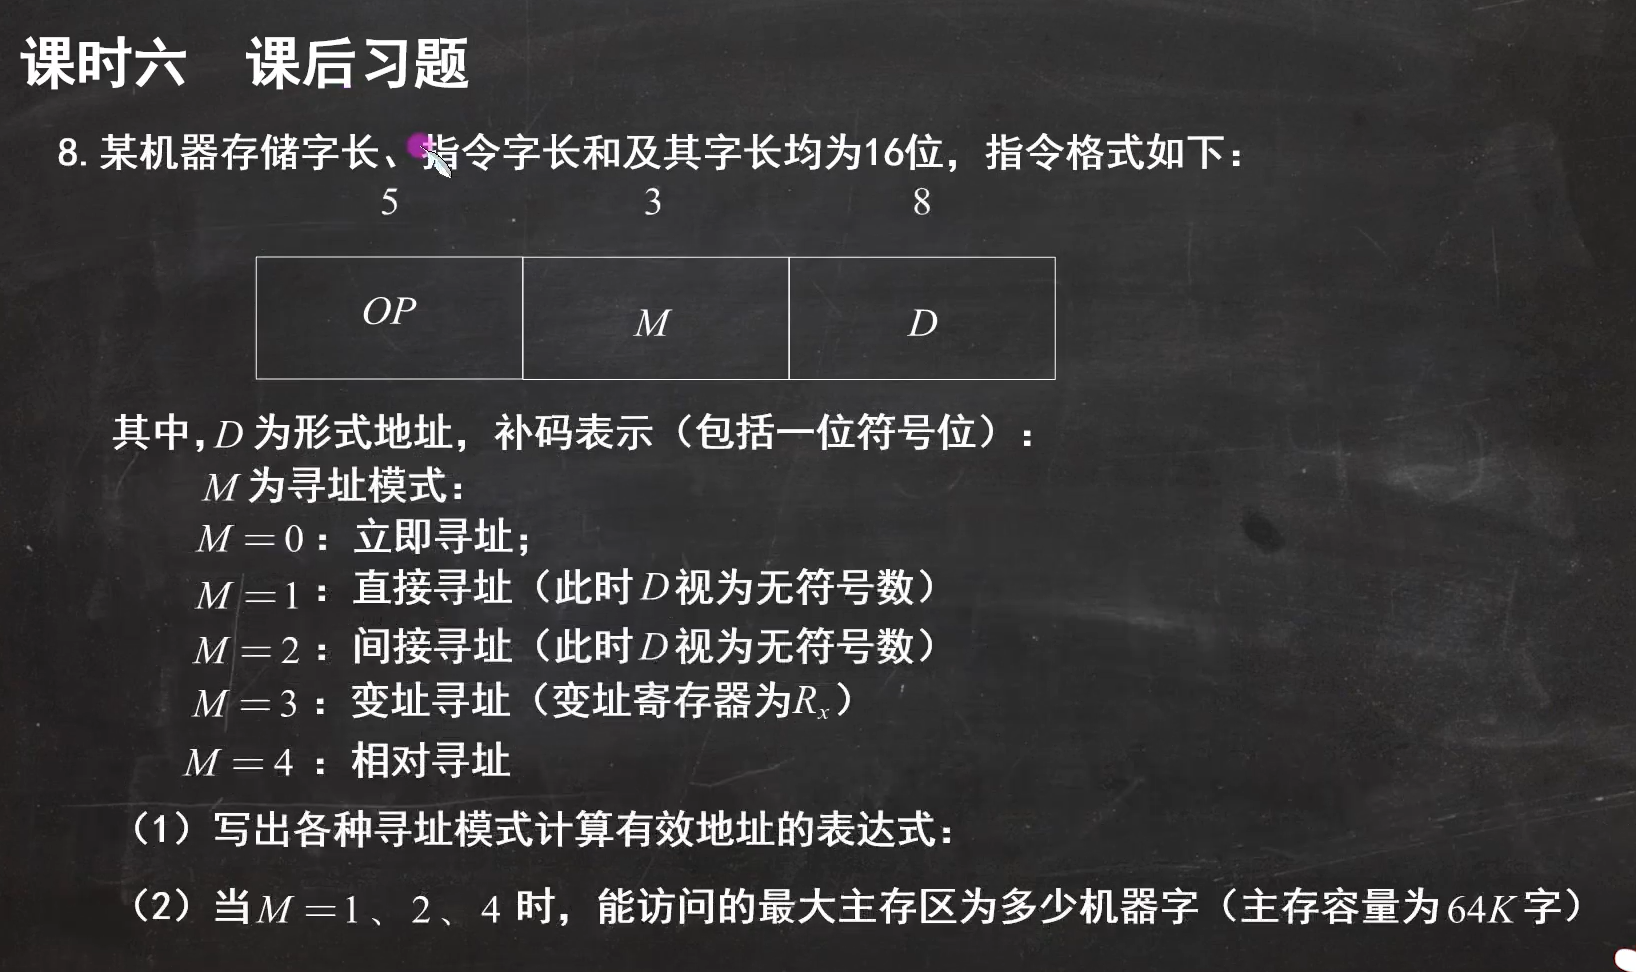 课时六 课后习题
8. 某机器存储字长、指令字长和及其字长均为16位，指令格式如下：
5 3 8
OP M D
其中，D 为形式地址，补码表示（包括一位符号位）：
M 为寻址模式：
M = 0 ：立即寻址；
M = 1 ：直接寻址（此时 D 视为无符号数）
M = 2 ：间接寻址（此时 D 视为无符号数）
M = 3 ：变址寻址（变址寄存器为Rₓ）
M = 4 ：相对寻址
（1）写出各种寻址模式计算有效地址的表达式：
（2）当 M = 1 、 2 、 4 时，能访问的最大主存区为多少机器字（主存容量为 64K 字）